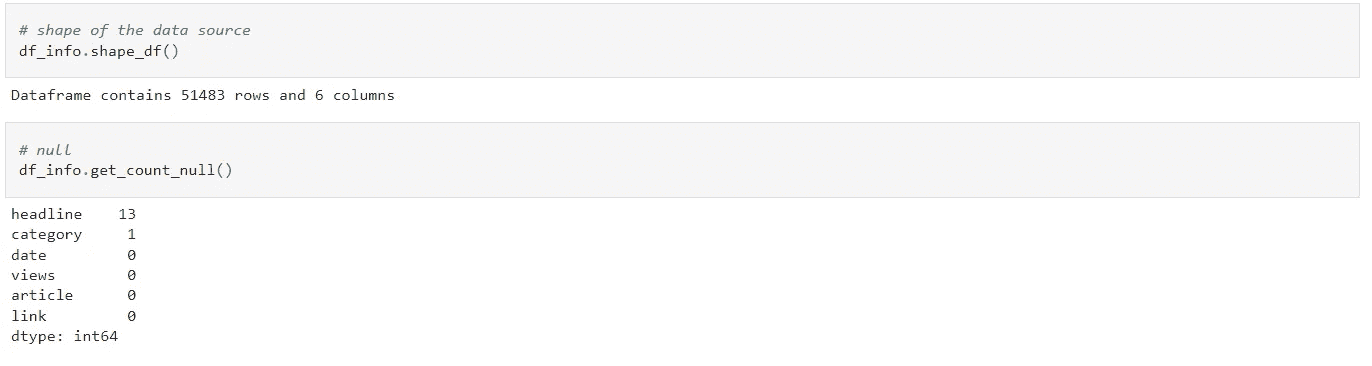 # shape of the data source
df_info.shape_df()
Dataframe contains 51483 rows and 6 columns
# null
df_info.get_count_null()
headline    13
category     1
date         0
views        0
article      0
link         0
dtype: int64